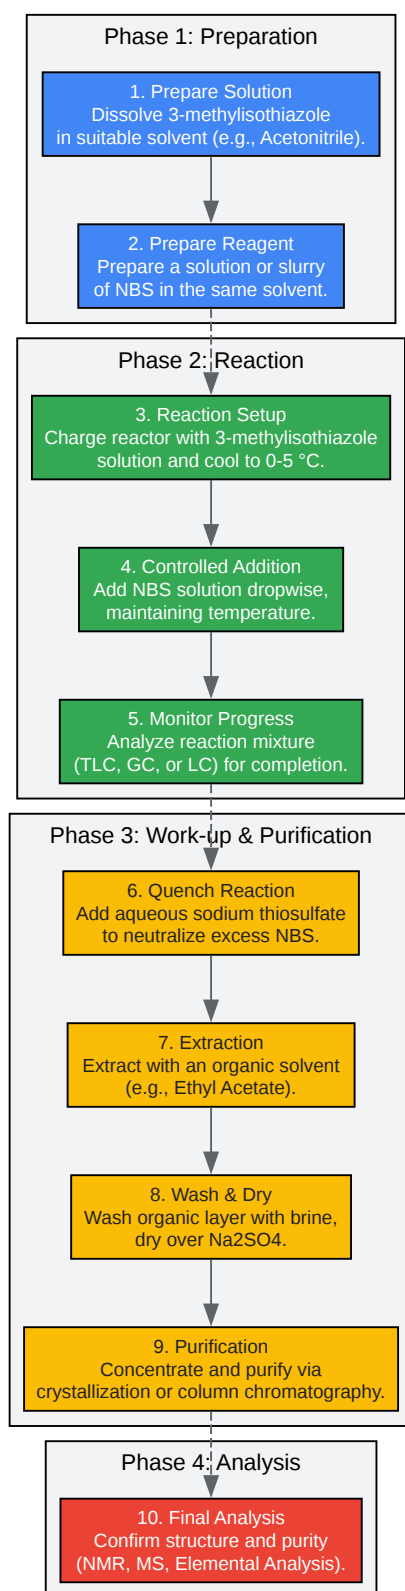 Phase 1: Preparation
1. Prepare Solution
Dissolve 3-methylisothiazole
in suitable solvent (e.g., Acetonitrile).
2. Prepare Reagent
Prepare a solution or slurry
of NBS in the same solvent.
Phase 2: Reaction
3. Reaction Setup
Charge reactor with 3-methylisothiazole
solution and cool to 0-5 °C.
4. Controlled Addition
Add NBS solution dropwise,
maintaining temperature.
5. Monitor Progress
Analyze reaction mixture
(TLC, GC, or LC) for completion.
Phase 3: Work-up & Purification
6. Quench Reaction
Add aqueous sodium thiosulfate
to neutralize excess NBS.
7. Extraction
Extract with an organic solvent
(e.g., Ethyl Acetate).
8. Wash & Dry
Wash organic layer with brine,
dry over Na2SO4.
9. Purification
Concentrate and purify via
crystallization or column chromatography.
Phase 4: Analysis
10. Final Analysis
Confirm structure and purity
(NMR, MS, Elemental Analysis).